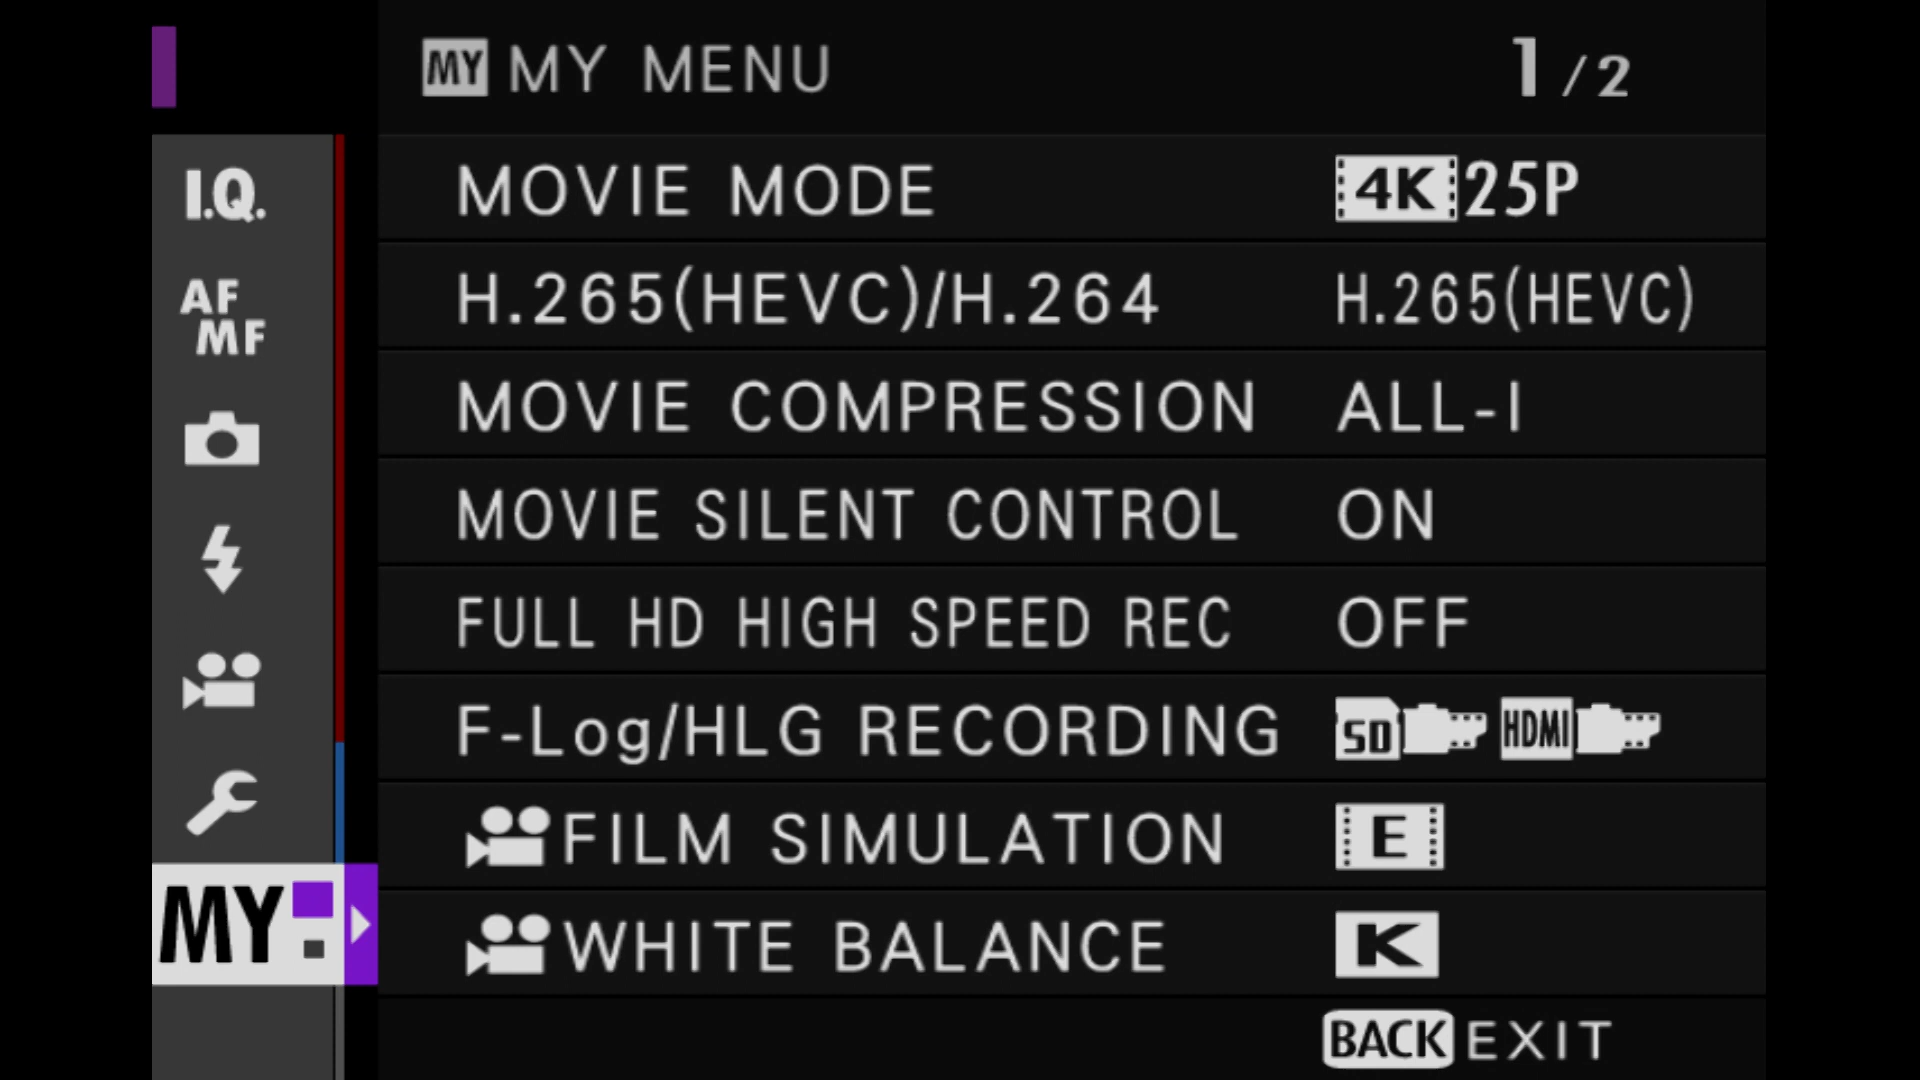 MY MY MENU 1/2
I.Q.
AF
MF
MY
MOVIE MODE 4K 25P
H.265(HEVC)/H.264 H.265(HEVC)
MOVIE COMPRESSION ALL-I
MOVIE SILENT CONTROL ON
FULL HD HIGH SPEED REC OFF
F-Log/HLG RECORDING SD HDMI
FILM SIMULATION E
WHITE BALANCE K
BACK EXIT